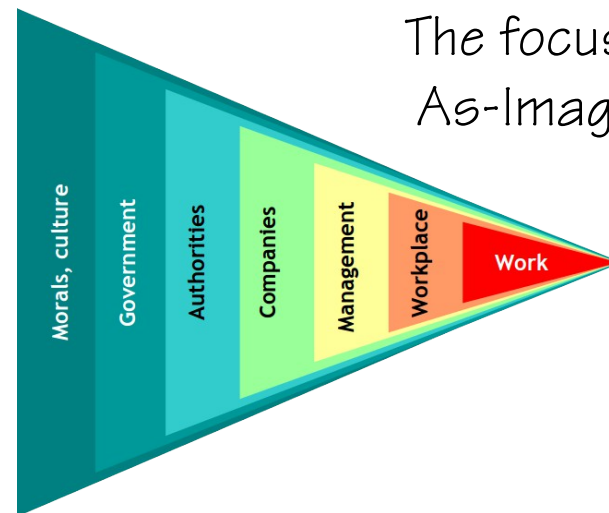 The focus
As-Imag
Morals, culture
Government
Authorities
Companies
Management
Workplace
Work